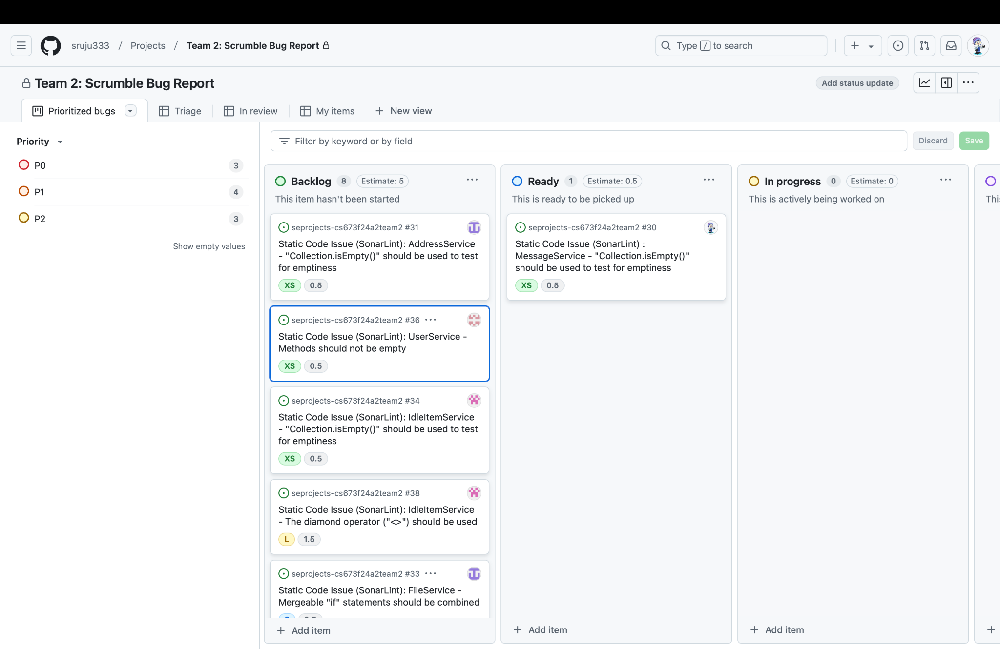 sruju333 / Projects / Team 2: Scrumble Bug Report
Type / to search
Team 2: Scrumble Bug Report
Add status update
Prioritized bugs
Triage
In review
My items
New view
Priority
P0 3
P1 4
P2 3
Show empty values
Filter by keyword or by field
Discard
Save
Backlog 8 Estimate: 5
This item hasn't been started
seprojects-cs673f24a2team2 #31
Static Code Issue (SonarLint): AddressService
- "Collection.isEmpty()" should be used to test
for emptiness
XS 0.5
seprojects-cs673f24a2team2 #36
Static Code Issue (SonarLint): UserService -
Methods should not be empty
XS 0.5
seprojects-cs673f24a2team2 #34
Static Code Issue (SonarLint): IdleItemService
- "Collection.isEmpty()" should be used to test
for emptiness
XS 0.5
seprojects-cs673f24a2team2 #38
Static Code Issue (SonarLint): IdleItemService
- The diamond operator ("<>") should be used
L 1.5
seprojects-cs673f24a2team2 #33
Static Code Issue (SonarLint): FileService -
Mergeable "if" statements should be combined
Add item
Ready 1 Estimate: 0.5
This is ready to be picked up
seprojects-cs673f24a2team2 #30
Static Code Issue (SonarLint) :
MessageService - "Collection.isEmpty()"
should be used to test for emptiness
XS 0.5
Add item
In progress 0 Estimate: 0
This is actively being worked on
Add item